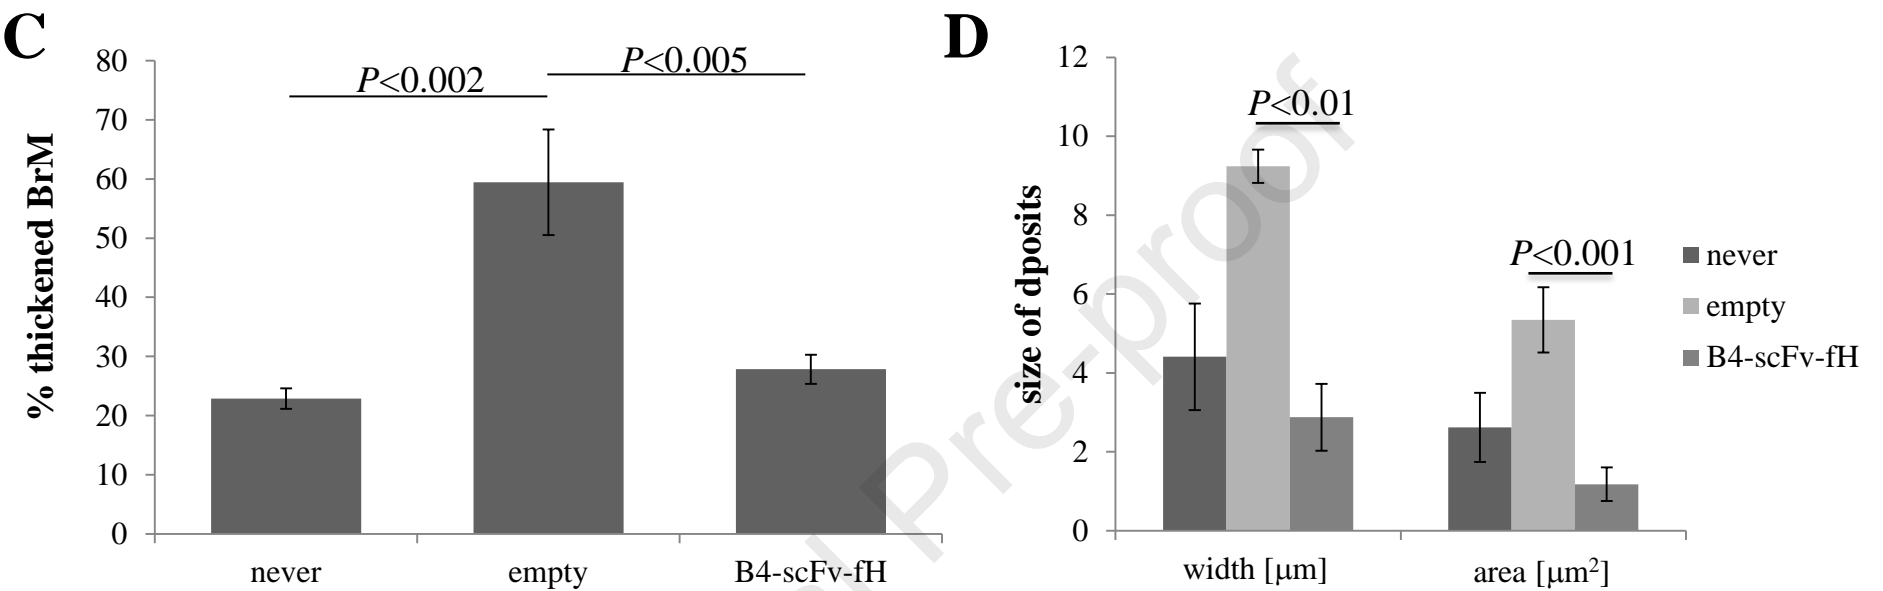 C
80
70
60
50
40
30
20
10
0
% thickened BrM
P<0.002
P<0.005
never
empty
B4-scFv-fH
D
12
10
8
6
4
2
0
size of dposits
P<0.01
P<0.001
width [μm]
area [μm²]
never
empty
B4-scFv-fH
Pre-proof